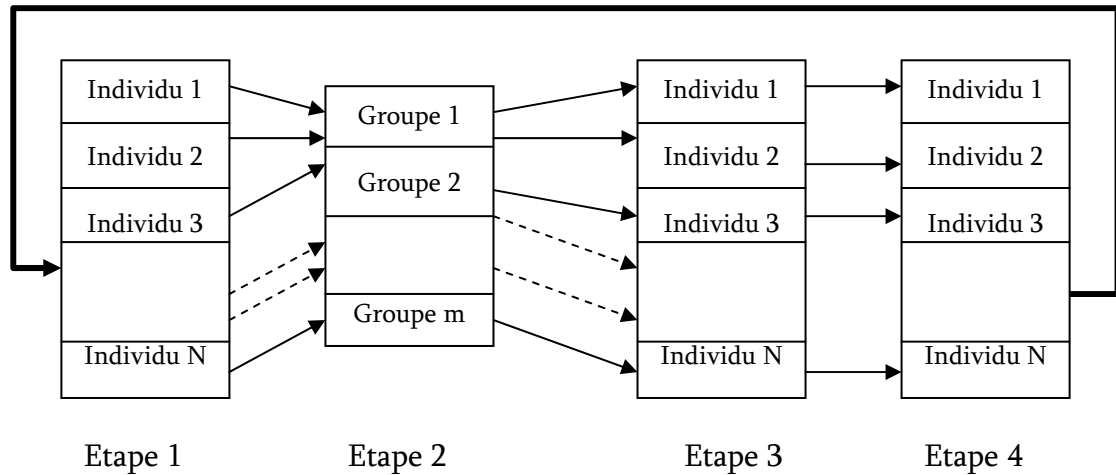 Individu 1
Individu 2
Individu 3
Individu N
Groupe 1
Groupe 2
Groupe m
Individu 1
Individu 2
Individu 3
Individu N
Individu 1
Individu 2
Individu 3
Individu N
Etape 1
Etape 2
Etape 3
Etape 4